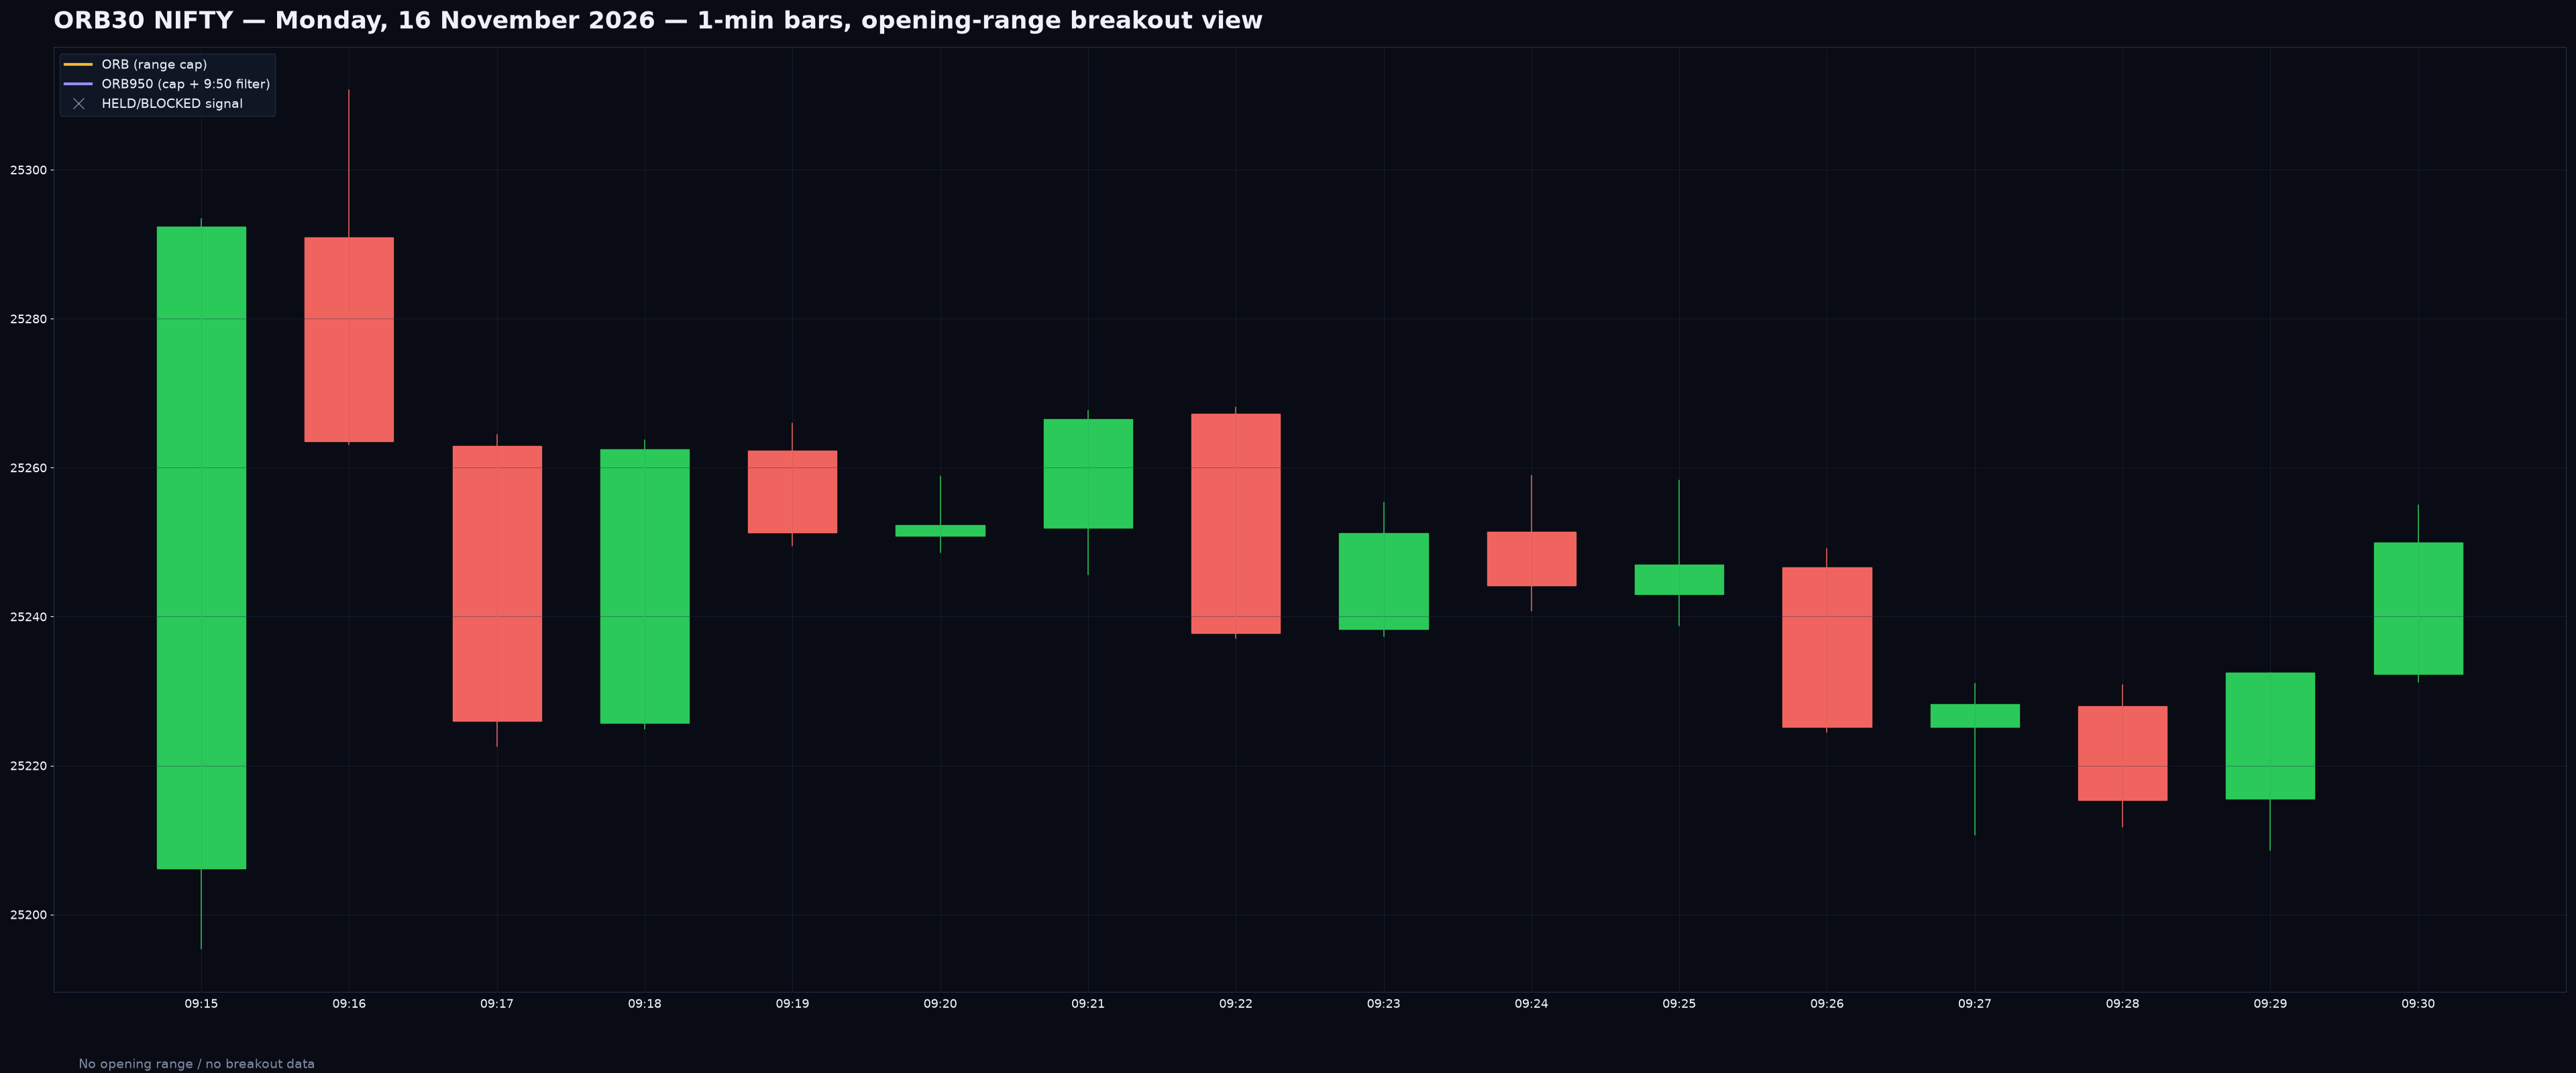 ORB30 NIFTY — Monday, 16 November 2026 — 1-min bars, opening-range breakout view
ORB (range cap)
ORB950 (cap + 9:50 filter)
HELD/BLOCKED signal
25300
25280
25260
25240
25220
25200
09:15 09:16 09:17 09:18 09:19 09:20 09:21 09:22 09:23 09:24 09:25 09:26 09:27 09:28 09:29 09:30
No opening range / no breakout data